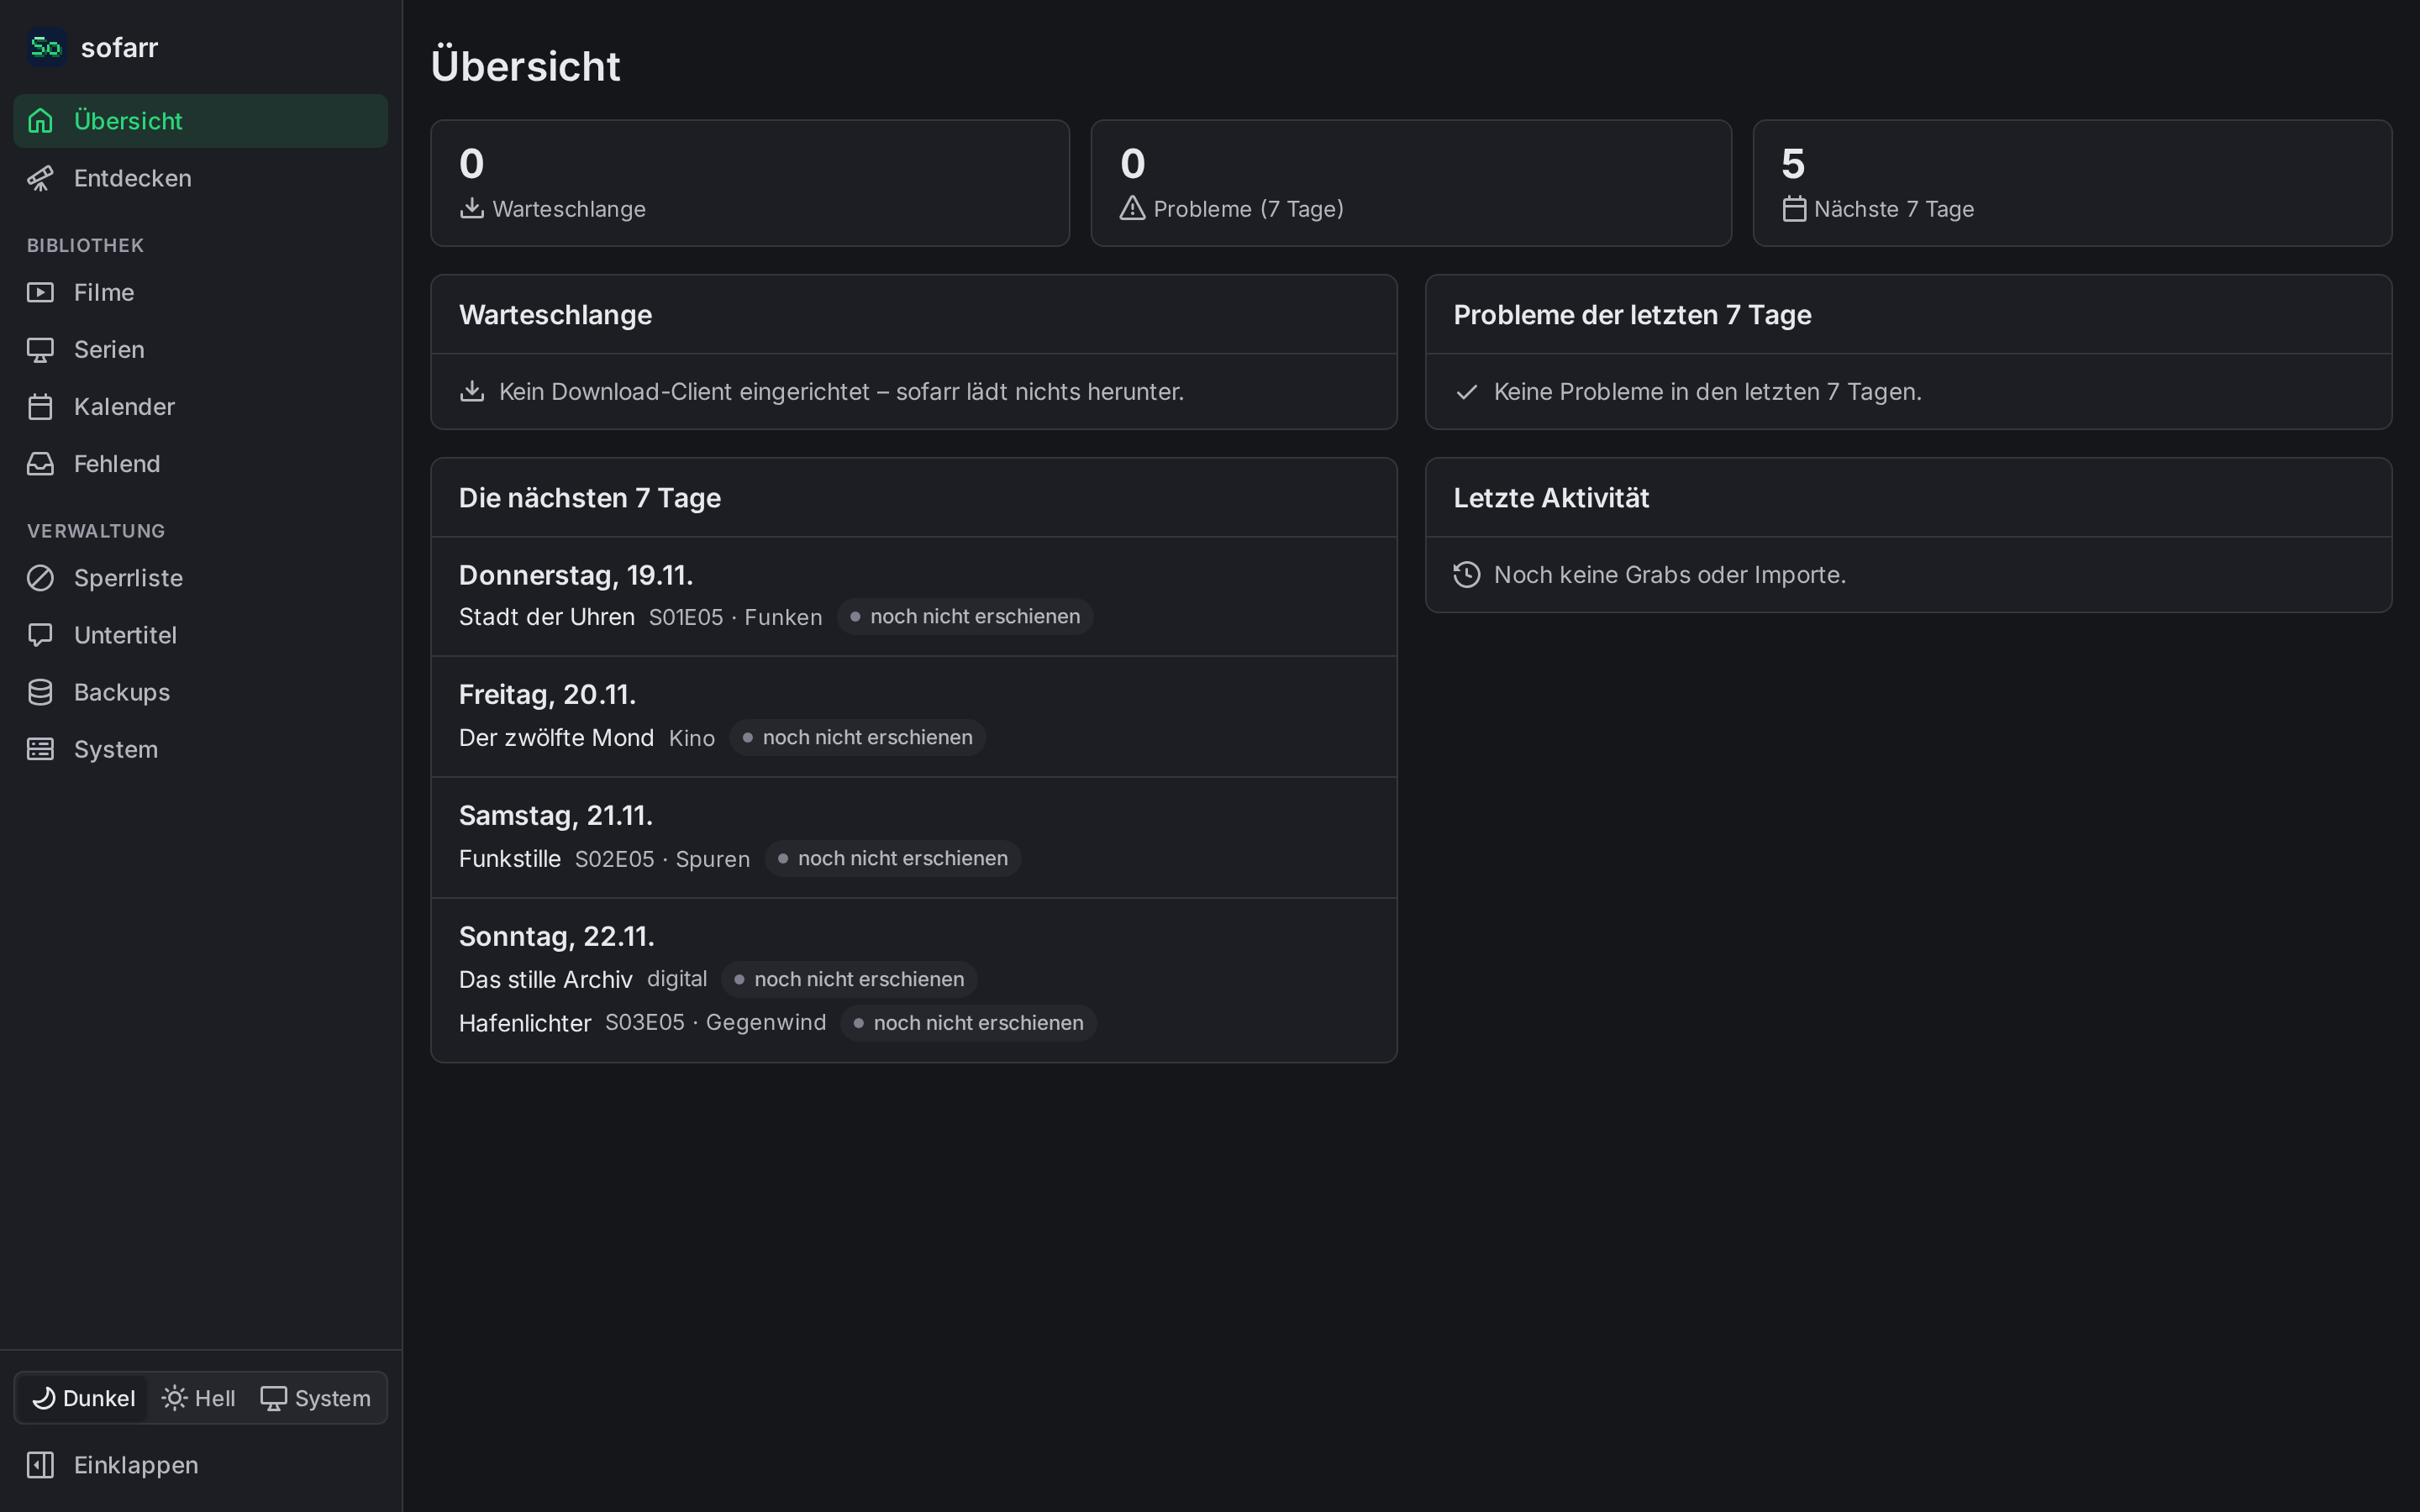 So sofarr
Übersicht
Entdecken
BIBLIOTHEK
Filme
Serien
Kalender
Fehlend
VERWALTUNG
Sperrliste
Untertitel
Backups
System
Dunkel Hell System
Einklappen
Übersicht
0
Warteschlange
0
Probleme (7 Tage)
5
Nächste 7 Tage
Warteschlange
Kein Download-Client eingerichtet – sofarr lädt nichts herunter.
Probleme der letzten 7 Tage
Keine Probleme in den letzten 7 Tagen.
Die nächsten 7 Tage
Donnerstag, 19.11.
Stadt der Uhren S01E05 · Funken noch nicht erschienen
Freitag, 20.11.
Der zwölfte Mond Kino noch nicht erschienen
Samstag, 21.11.
Funkstille S02E05 · Spuren noch nicht erschienen
Sonntag, 22.11.
Das stille Archiv digital noch nicht erschienen
Hafenlichter S03E05 · Gegenwind noch nicht erschienen
Letzte Aktivität
Noch keine Grabs oder Importe.